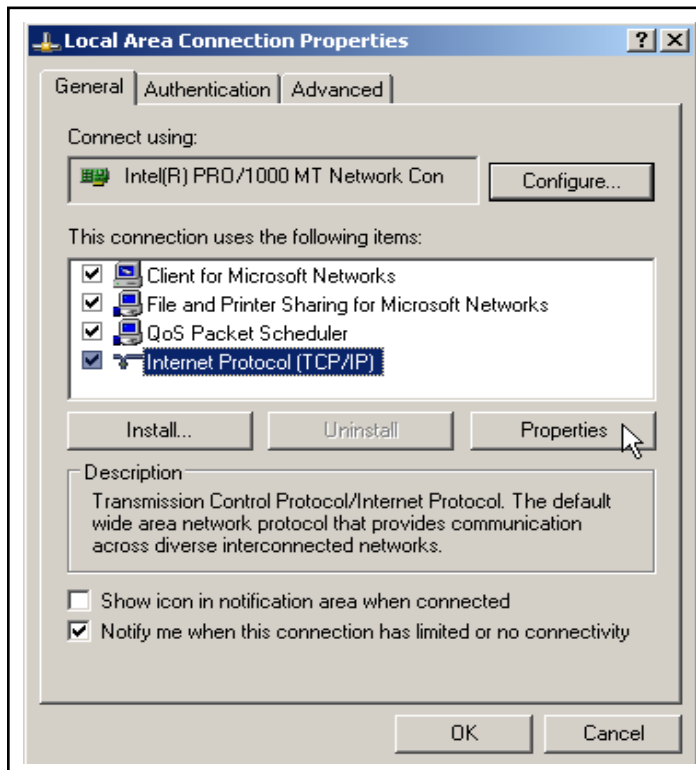 Local Area Connection Properties
General Authentication Advanced
Connect using:
Intel(R) PRO/1000 MT Network Con
Configure...
This connection uses the following items:
Client for Microsoft Networks
File and Printer Sharing for Microsoft Networks
QoS Packet Scheduler
Internet Protocol (TCP/IP)
Install... Uninstall Properties
Description
Transmission Control Protocol/Internet Protocol. The default
wide area network protocol that provides communication
across diverse interconnected networks.
Show icon in notification area when connected
Notify me when this connection has limited or no connectivity
OK Cancel